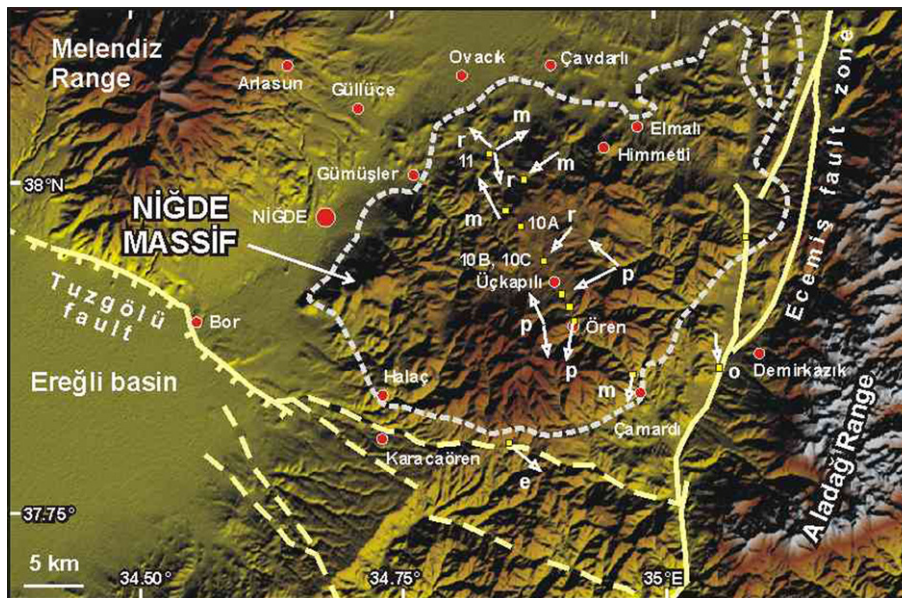 Melendiz
Range
Arlasun
Ovacık
Çavdarlı
Güllüce
Elmalı
Himmetli
Ecemiş fault zone
m
r
11
m
r
Gümüşler
38°N
NİĞDE
MASSIF
NİĞDE
m
10A
r
10B, 10C
Üçkapılı
p
Tuzgölü
fault
Bor
p
Ören
p
Ereğli basin
Halaç
m
Çamardı
o
Demirkazık
Aladağ Range
Karacaören
e
37.75°
5 km
34.50°
34.75°
35°E